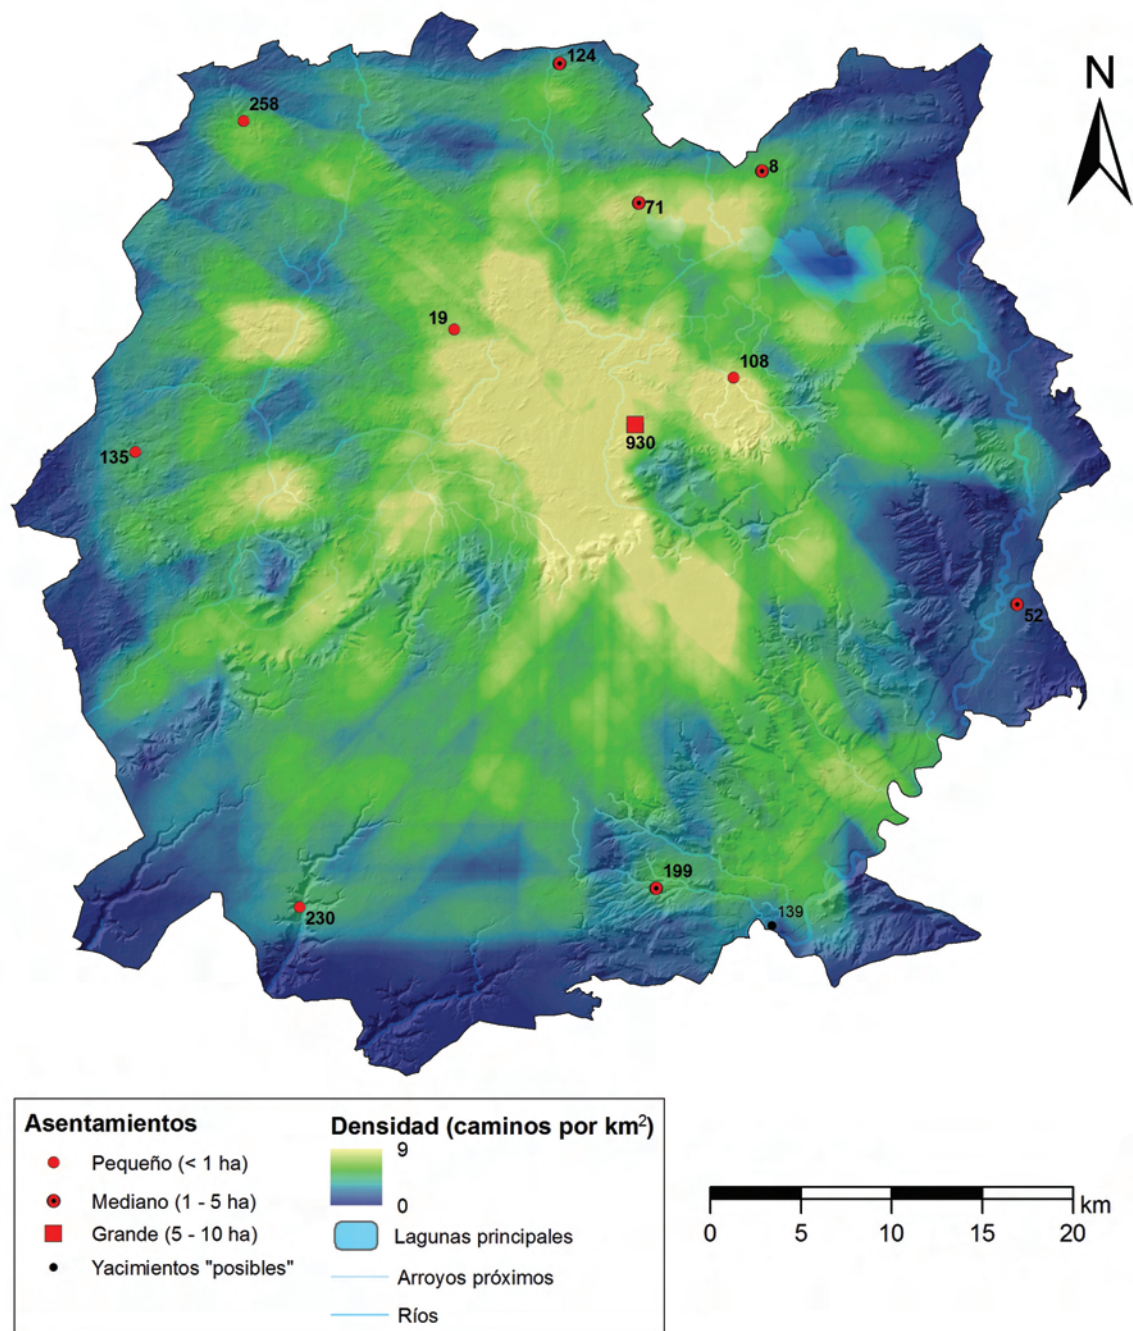 124
N
258
8
71
19
108
930
135
52
199
139
230
Asentamientos
Pequeño (< 1 ha)
Mediano (1 - 5 ha)
Grande (5 - 10 ha)
Yacimientos "posibles"
Densidad (caminos por km²)
9
0
Lagunas principales
Arroyos próximos
Ríos
km
0 5 10 15 20